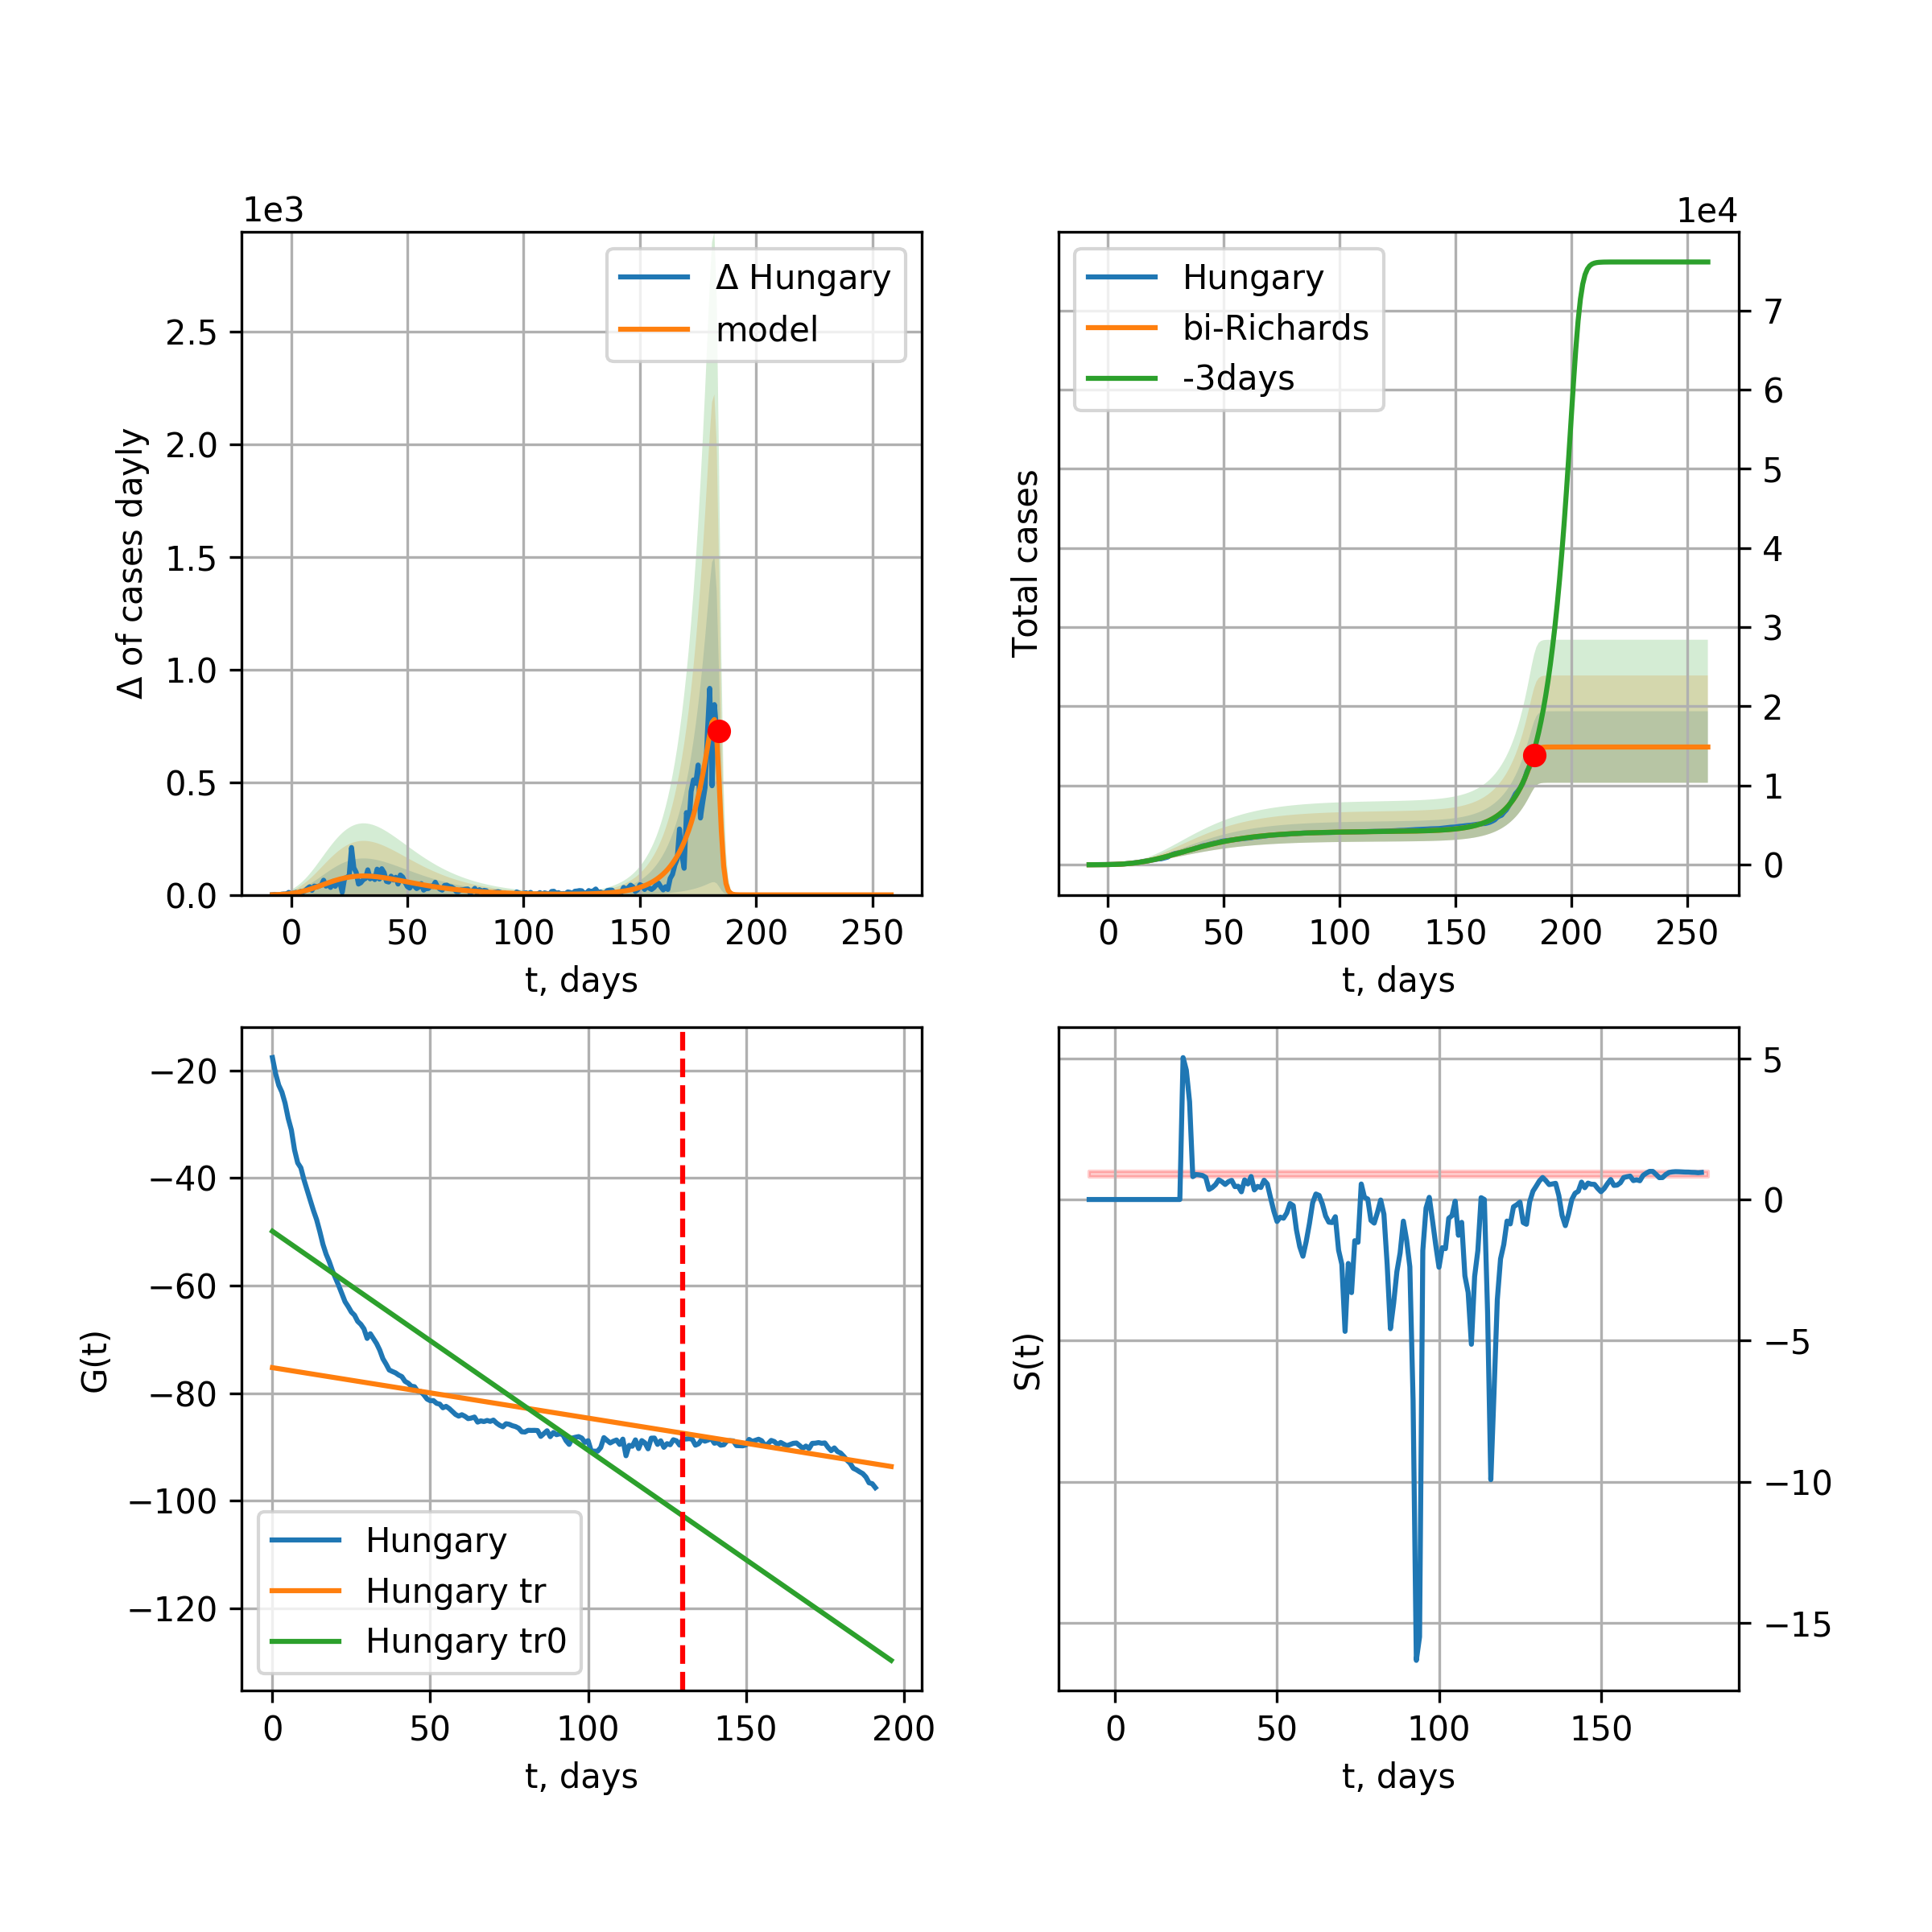 1e3
Δ of cases dayly
2.5
2.0
1.5
1.0
0.5
0.0
Δ Hungary
model
0 50 100 150 200 250
t, days
1e4
Total cases
Hungary
bi-Richards
-3days
7
6
5
4
3
2
1
0
0 50 100 150 200 250
t, days
G(t)
−20
−40
−60
−80
−100
−120
Hungary
Hungary tr
Hungary tr0
0 50 100 150 200
t, days
S(t)
5
0
−5
−10
−15
0 50 100 150
t, days